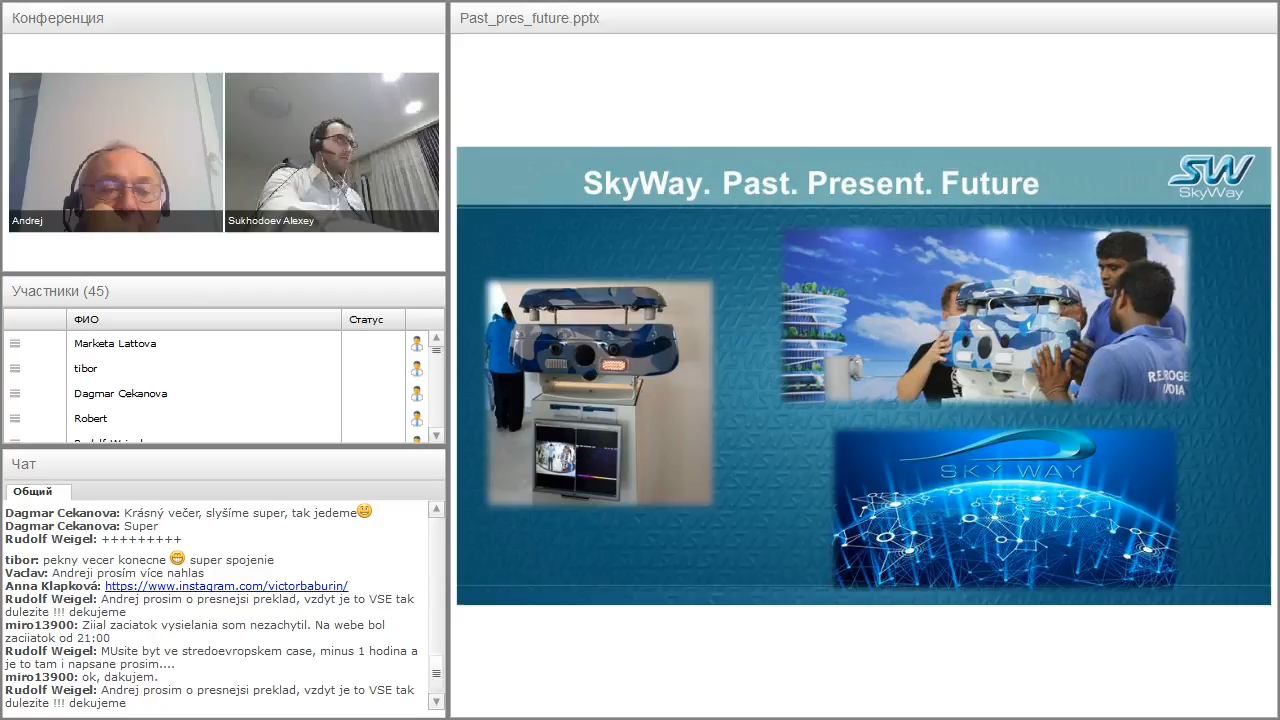 Конференция
Andrej
Sukhodoev Alexey
Участники (45)
ФИО
Статус
Marketa Lattova
tibor
Dagmar Cekanova
Robert
Чат
Общий
Dagmar Cekanova: Krásný večer, slyšíme super, tak jedeme
Dagmar Cekanova: Super
Rudolf Weigel: +++++++++
tibor: pekny vecer konecne super spojenie
Vaclav: Andreji prosím více nahlas
Anna Klapková: https://www.instagram.com/victorbaburin/
Rudolf Weigel: Andrej prosim o presnejsi preklad, vzdyt je to VSE tak
dulezite !!! dekujeme
miro13900: Ziial zaciatok vysielania som nezachytil. Na webe bol
zaciiatok od 21:00
Rudolf Weigel: MUsite byt ve stredoevropskem case, minus 1 hodina a
je to tam i napsane prosim....
miro13900: ok, dakujem.
Rudolf Weigel: Andrej prosim o presnejsi preklad, vzdyt je to VSE tak
dulezite !!! dekujeme
Past_pres_future.pptx
SkyWay. Past. Present. Future
SW
SkyWay
SKY WAY